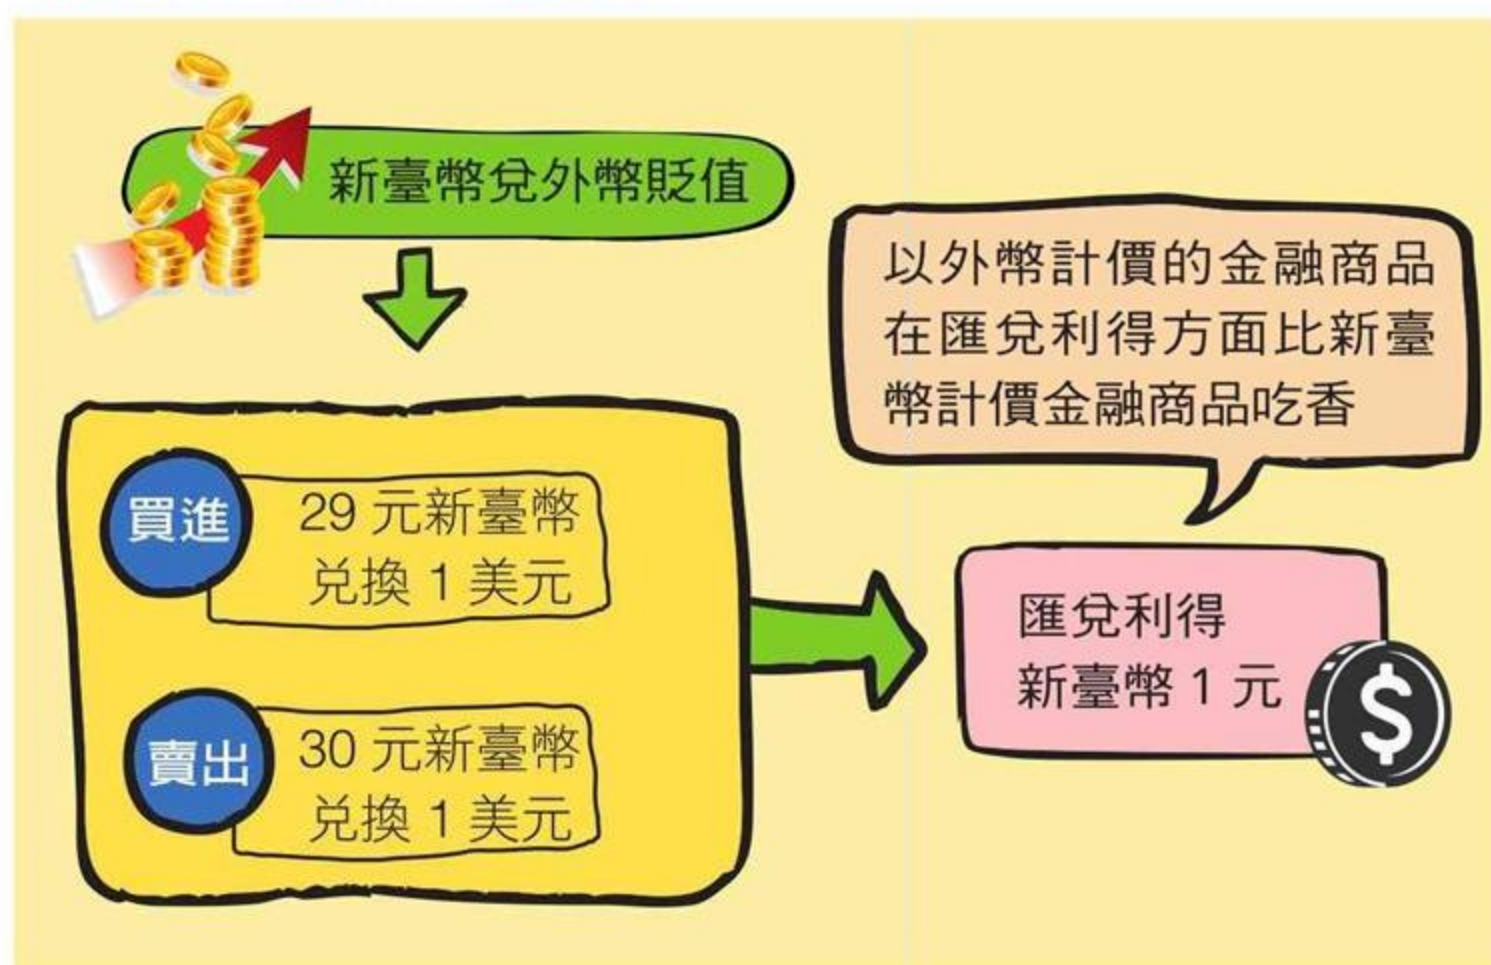 新臺幣兌外幣貶值
以外幣計價的金融商品
在匯兌利得方面比新臺
幣計價金融商品吃香
買進
29 元新臺幣
兌換 1 美元
賣出
30 元新臺幣
兌換 1 美元
匯兌利得
新臺幣 1 元
$